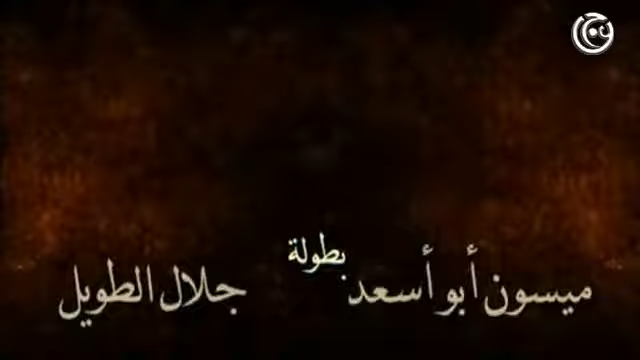 بطولة
ميسون أبو أسعد جلال الطويل